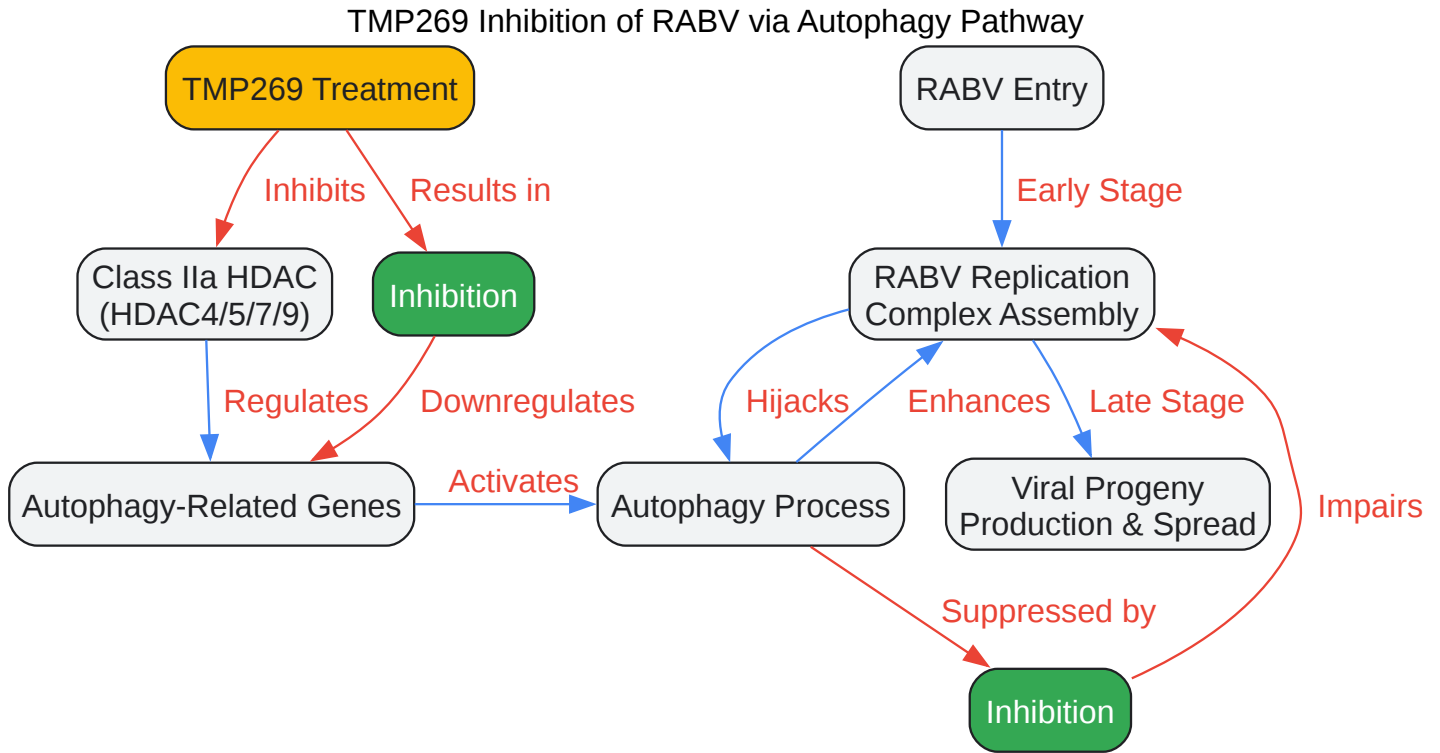 TMP269 Inhibition of RABV via Autophagy Pathway
TMP269 Treatment
RABV Entry
Inhibits
Results in
Early Stage
Class IIa HDAC
(HDAC4/5/7/9)
Inhibition
RABV Replication
Complex Assembly
Regulates
Downregulates
Hijacks
Enhances
Late Stage
Autophagy-Related Genes
Activates
Autophagy Process
Viral Progeny
Production & Spread
Impairs
Suppressed by
Inhibition